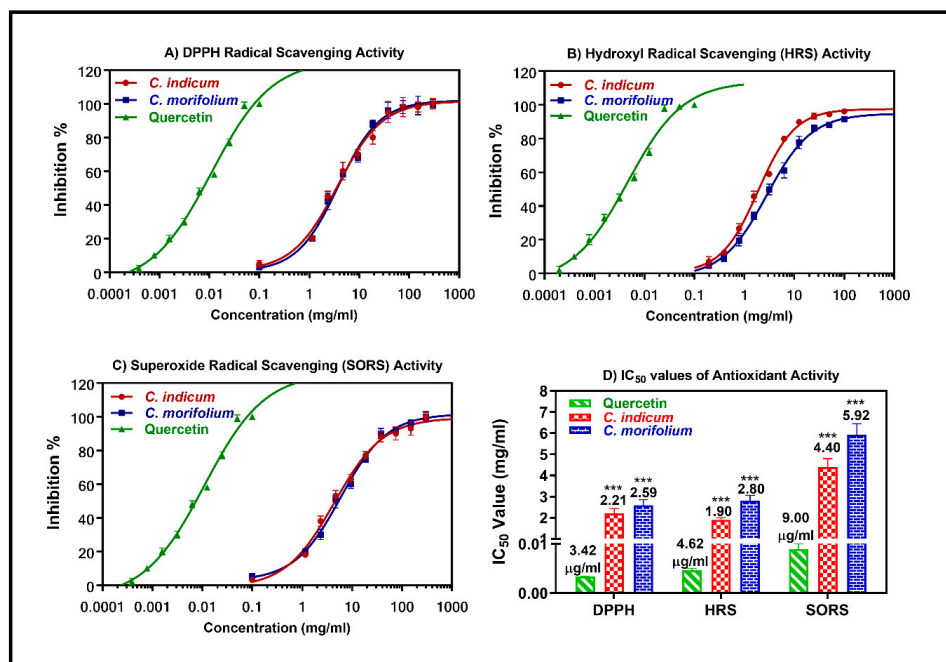 A) DPPH Radical Scavenging Activity
120
100
80
60
40
20
0
Inhibition %
C. indicum
C. morifolium
Quercetin
0.0001 0.001 0.01 0.1 1 10 100 1000
Concentration (mg/ml)
B) Hydroxyl Radical Scavenging (HRS) Activity
120
100
80
60
40
20
0
Inhibition %
C. indicum
C. morifolium
Quercetin
0.0001 0.001 0.01 0.1 1 10 100 1000
Concentration (mg/ml)
C) Superoxide Radical Scavenging (SORS) Activity
120
100
80
60
40
20
0
Inhibition %
C. indicum
C. morifolium
Quercetin
0.0001 0.001 0.01 0.1 1 10 100 1000
Concentration (mg/ml)
D) IC50 values of Antioxidant Activity
8
7
6
5
4
3
2
0.01
0.00
IC50 Value (mg/ml)
Quercetin
C. indicum
C. morifolium
3.42
µg/ml
***
2.21
***
2.59
4.62
µg/ml
***
1.90
***
2.80
9.00
µg/ml
***
4.40
***
5.92
DPPH HRS SORS